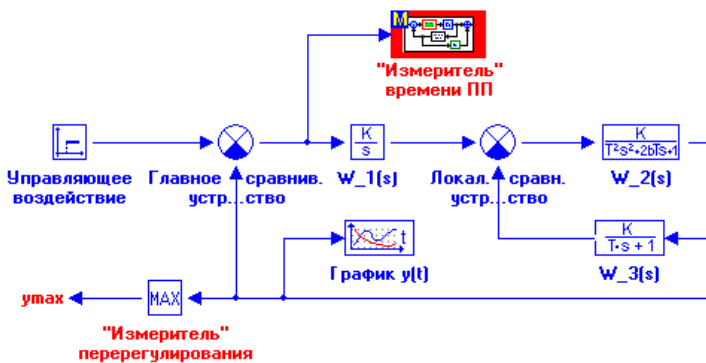 M
"Измеритель"
времени ПП
K
s
K
T²s²+2bTs+1
Управляющее
воздействие
Главное сравнив.
устр...ство
W_1(s)
Локал. сравн.
устр...ство
W_2(s)
t
K
T·s + 1
График y(t)
W_3(s)
ymax
MAX
"Измеритель"
перерегулирования